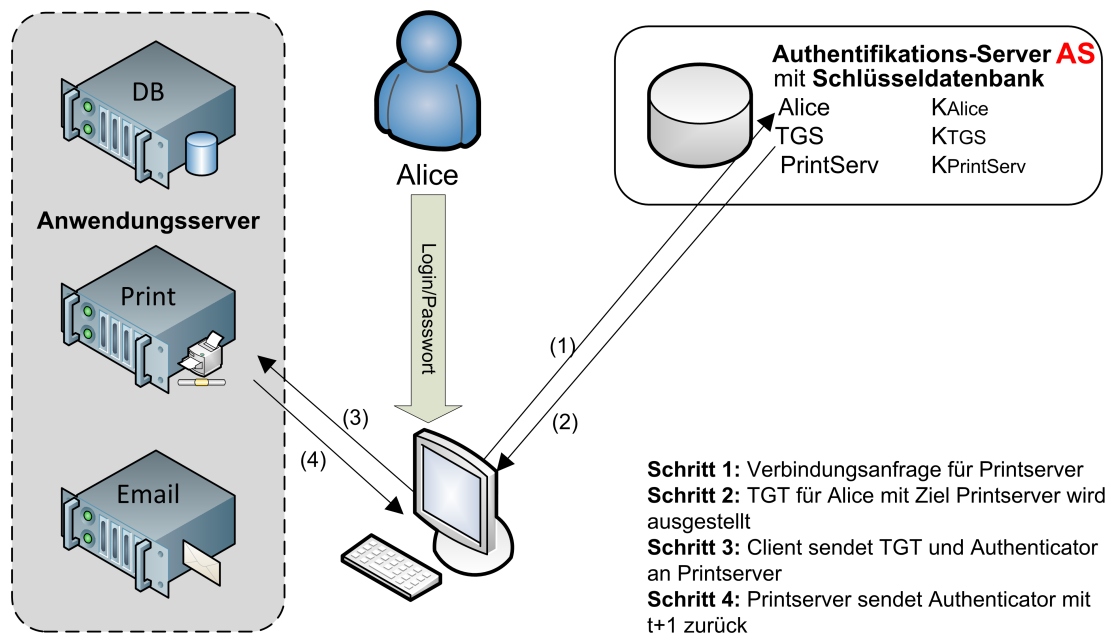 DB
Anwendungsserver
Print
Email
Alice
Login/Passwort
Authentifikations-Server AS
mit Schlüsseldatenbank
Alice KAlice
TGS KTGS
PrintServ KPrintServ
(1)
(2)
(3)
(4)
Schritt 1: Verbindungsanfrage für Printserver
Schritt 2: TGT für Alice mit Ziel Printserver wird
ausgestellt
Schritt 3: Client sendet TGT und Authenticator
an Printserver
Schritt 4: Printserver sendet Authenticator mit
t+1 zurück